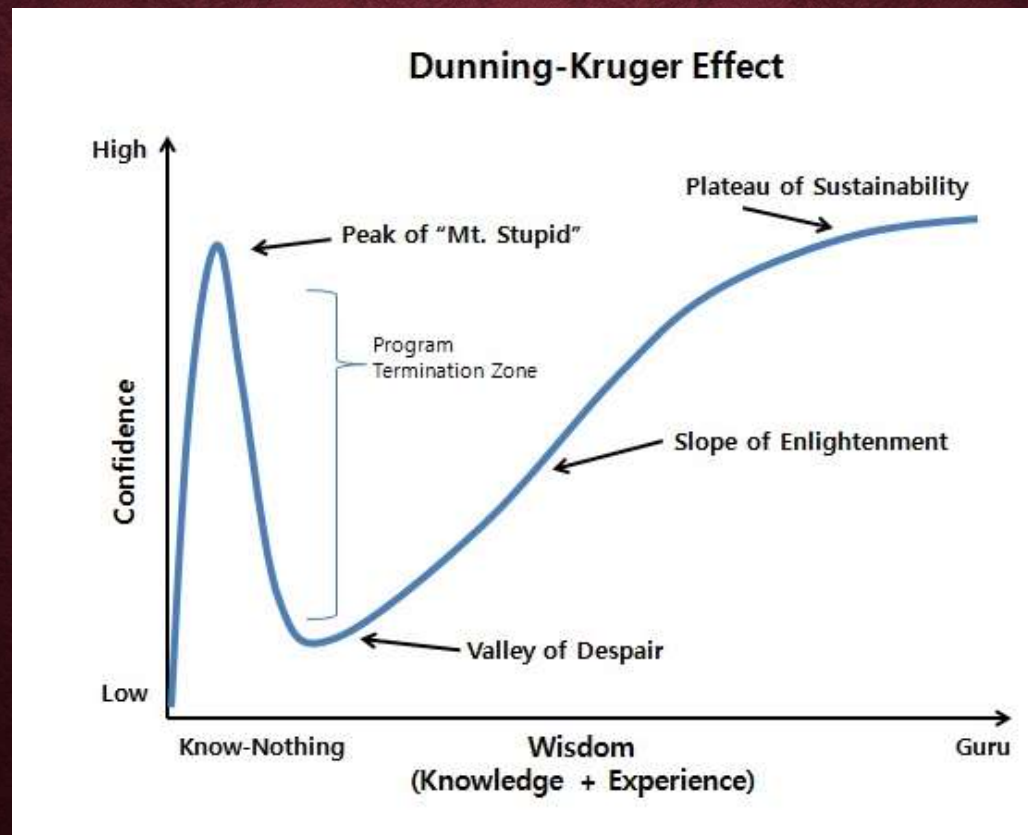 Dunning-Kruger Effect
High
Plateau of Sustainability
Peak of “Mt. Stupid”
Program
Termination Zone
Confidence
Slope of Enlightenment
Valley of Despair
Low
Know-Nothing
Wisdom
(Knowledge + Experience)
Guru